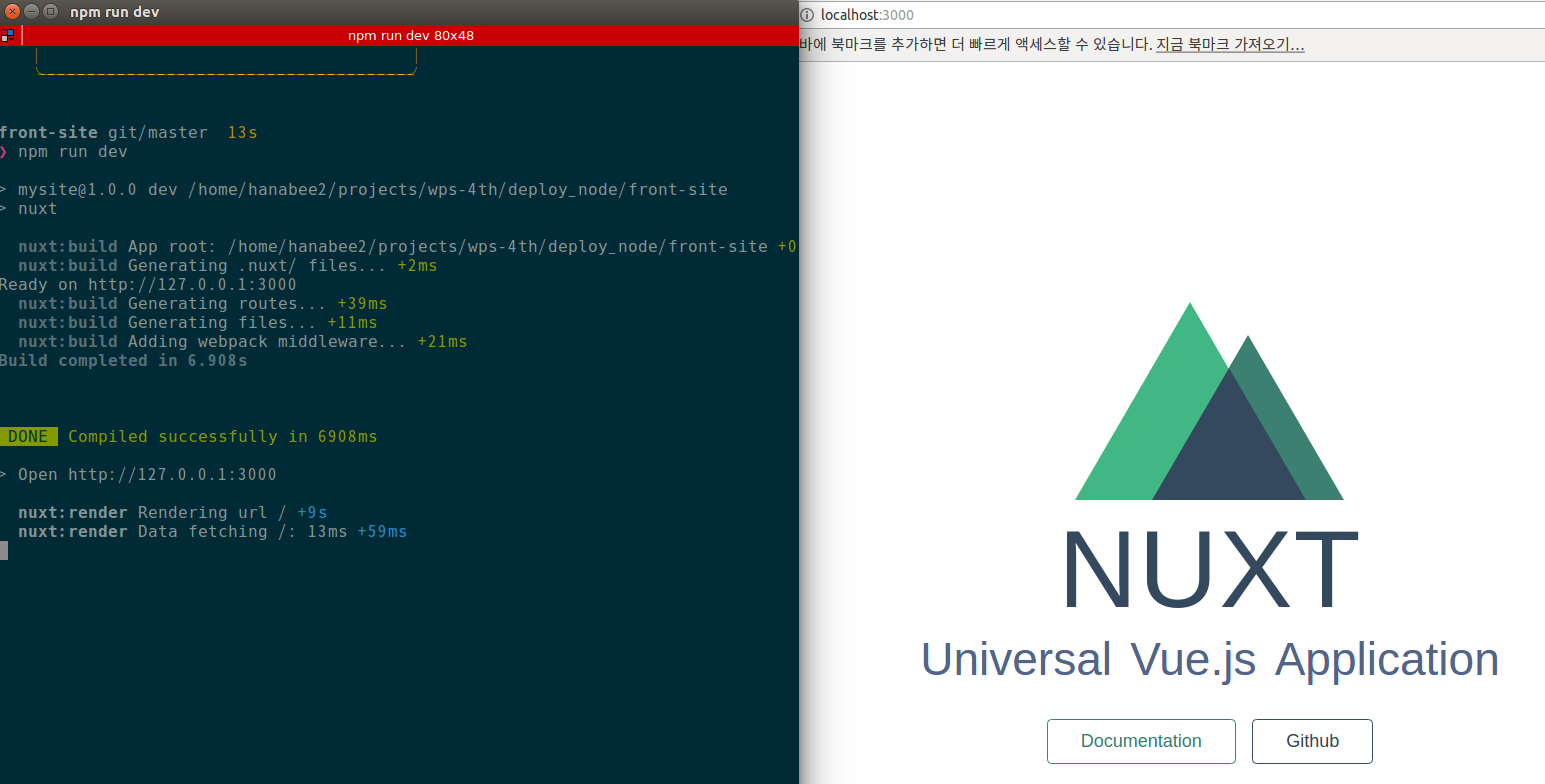 npm run dev
npm run dev 80x48
front-site git/master 13s
❯ npm run dev
> mysite@1.0.0 dev /home/hanabee2/projects/wps-4th/deploy_node/front-site
> nuxt
nuxt:build App root: /home/hanabee2/projects/wps-4th/deploy_node/front-site +0
nuxt:build Generating .nuxt/ files... +2ms
Ready on http://127.0.0.1:3000
nuxt:build Generating routes... +39ms
nuxt:build Generating files... +11ms
nuxt:build Adding webpack middleware... +21ms
Build completed in 6.908s
DONE Compiled successfully in 6908ms
> Open http://127.0.0.1:3000
nuxt:render Rendering url / +9s
nuxt:render Data fetching /: 13ms +59ms
localhost:3000
바에 북마크를 추가하면 더 빠르게 액세스할 수 있습니다. 지금 북마크 가져오기...
NUXT
Universal Vue.js Application
Documentation
Github